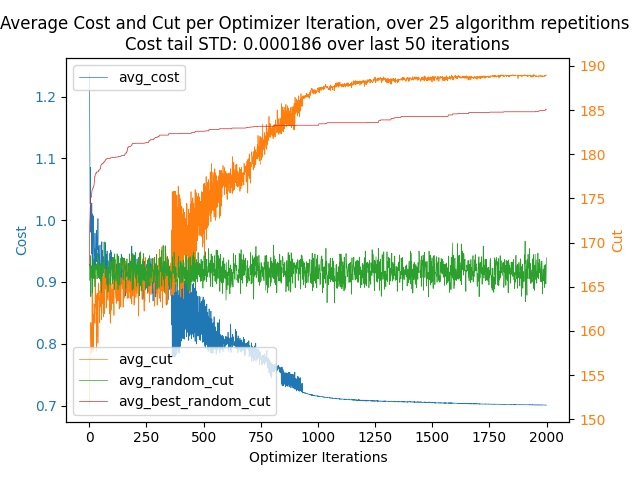 Average Cost and Cut per Optimizer Iteration, over 25 algorithm repetitions
Cost tail STD: 0.000186 over last 50 iterations
avg_cost
190
1.2
185
1.1
180
1.0
175
Cost
Cut
170
0.9
165
0.8
160
avg_cut
155
avg_random_cut
avg_best_random_cut
0.7
150
0 250 500 750 1000 1250 1500 1750 2000
Optimizer Iterations